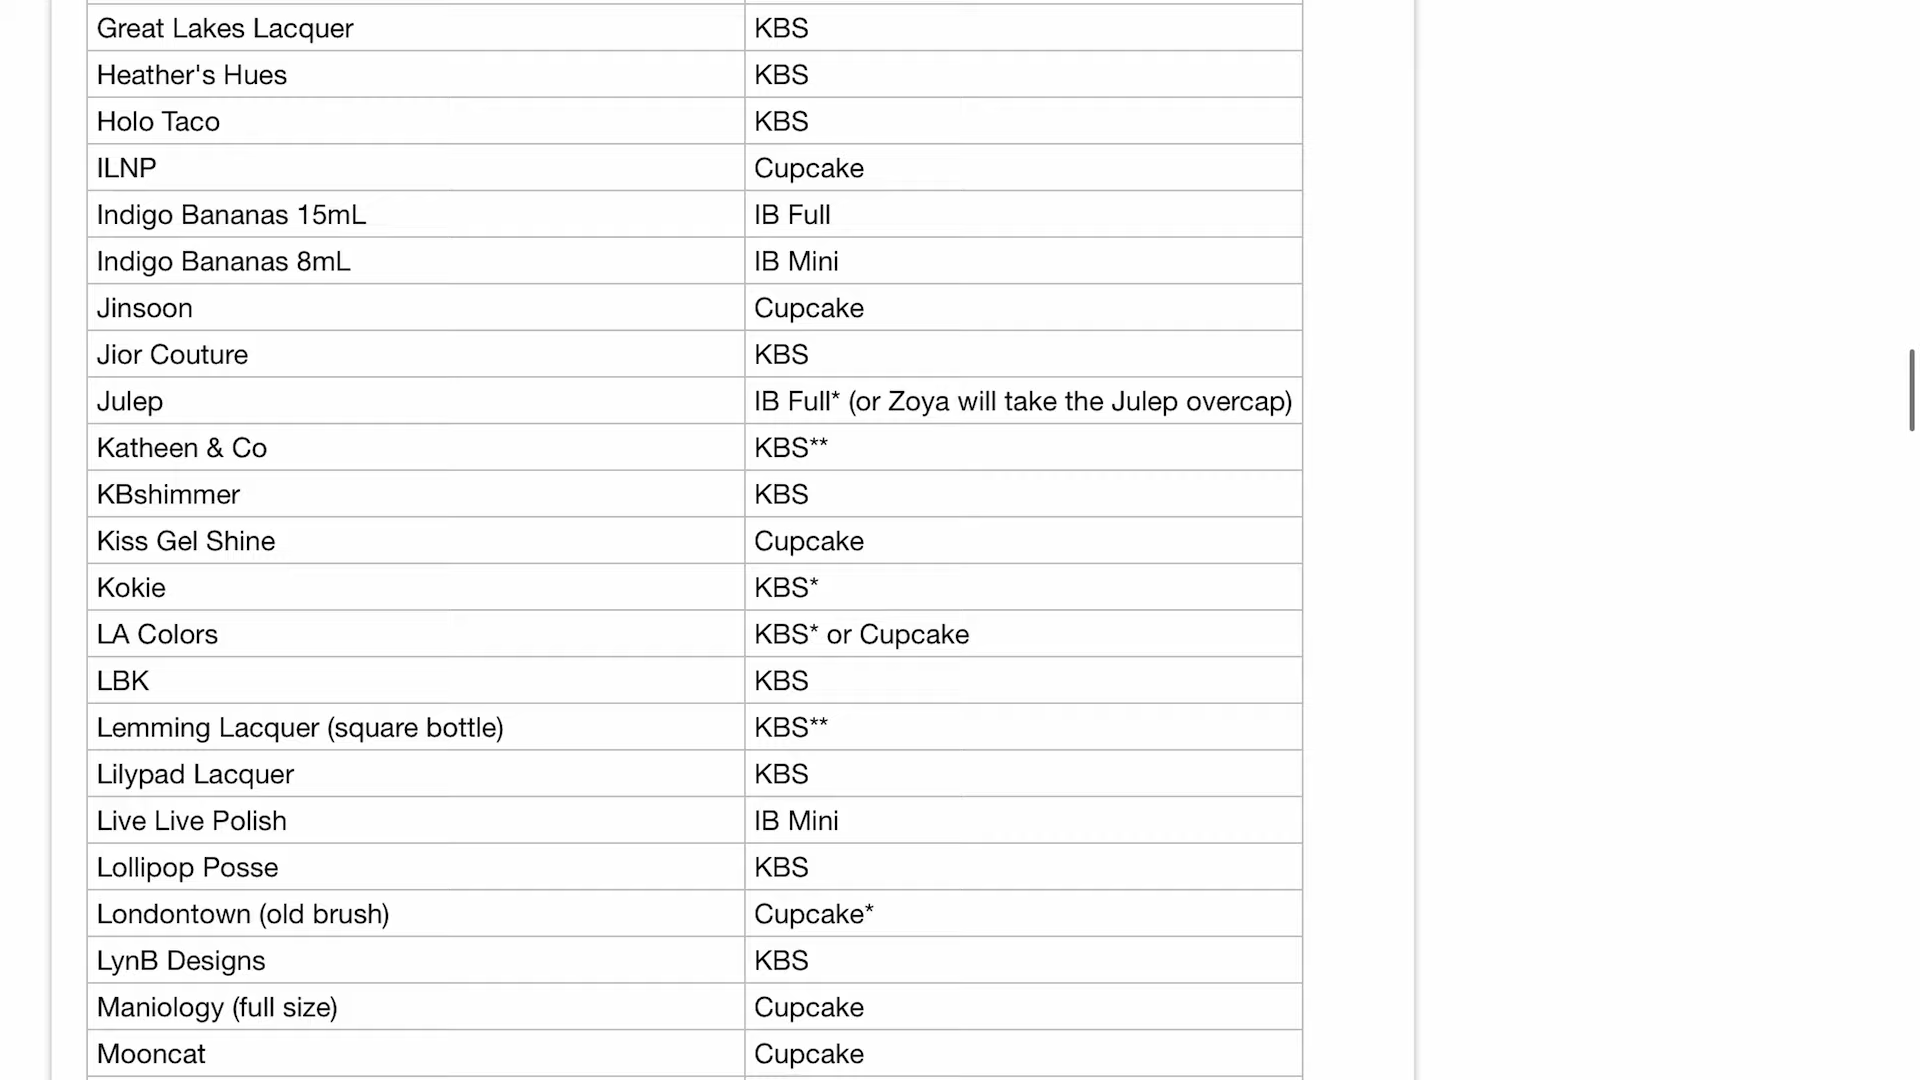 Great Lakes Lacquer KBS
Heather's Hues KBS
Holo Taco KBS
ILNP Cupcake
Indigo Bananas 15mL IB Full
Indigo Bananas 8mL IB Mini
Jinsoon Cupcake
Jior Couture KBS
Julep IB Full* (or Zoya will take the Julep overcap)
Katheen & Co KBS**
KBshimmer KBS
Kiss Gel Shine Cupcake
Kokie KBS*
LA Colors KBS* or Cupcake
LBK KBS
Lemming Lacquer (square bottle) KBS**
Lilypad Lacquer KBS
Live Live Polish IB Mini
Lollipop Posse KBS
Londontown (old brush) Cupcake*
LynB Designs KBS
Maniology (full size) Cupcake
Mooncat Cupcake